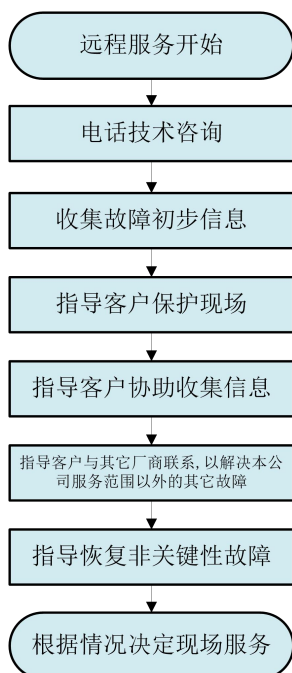 远程服务开始
电话技术咨询
收集故障初步信息
指导客户保护现场
指导客户协助收集信息
指导客户与其它厂商联系,以解决本公
司服务范围以外的其它故障
指导恢复非关键性故障
根据情况决定现场服务